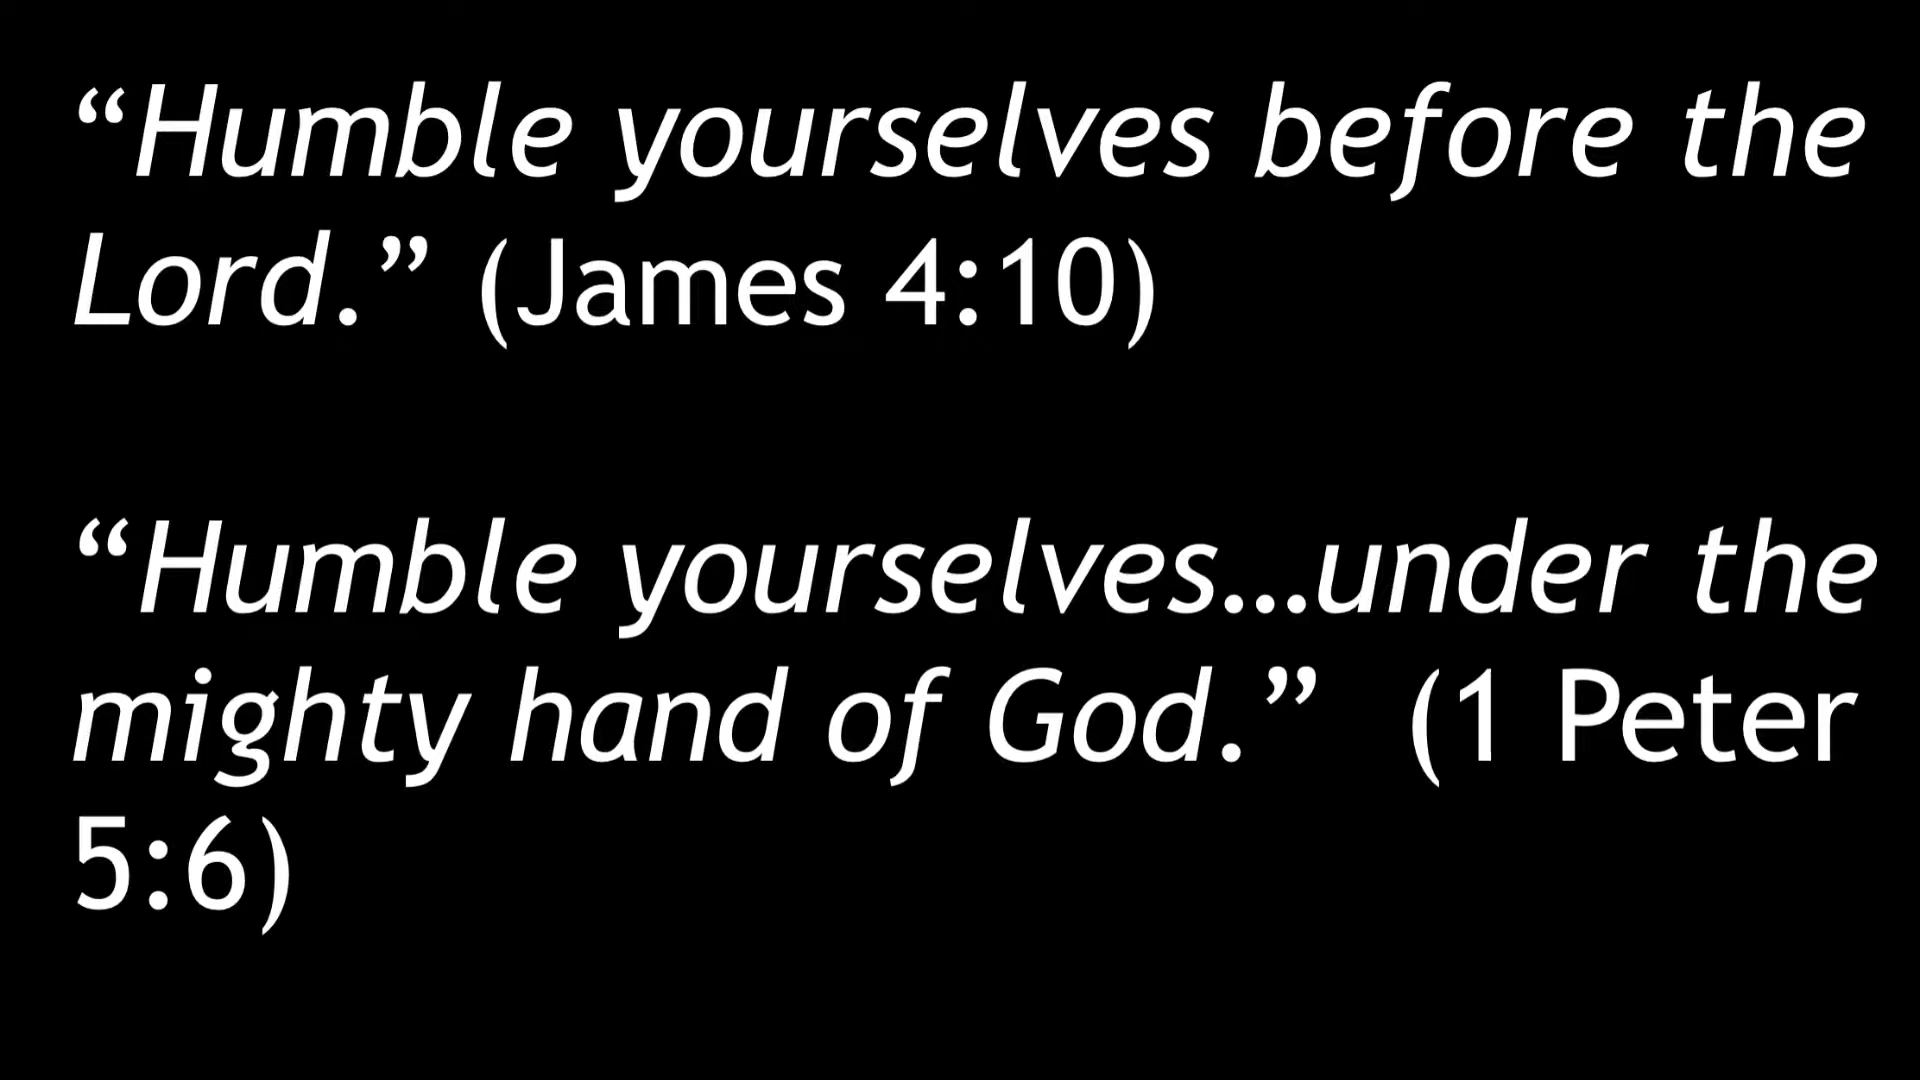 “Humble yourselves before the
Lord.” (James 4:10)
“Humble yourselves...under the
mighty hand of God.”  (1 Peter
5:6)